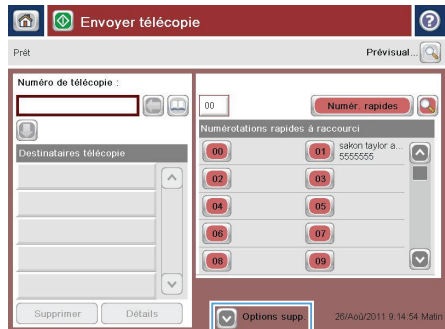 Envoyer télécopie
Prêt
Prévisual...
Numéro de télécopie :
00
Numér. rapides
Numérotations rapides à raccourci
Destinataires télécopie
00
01 sakon taylor a...
5555555
02
03
04
05
06
07
08
09
Supprimer
Détails
Options supp.
26/Aoû/2011 9:14:54 Matin